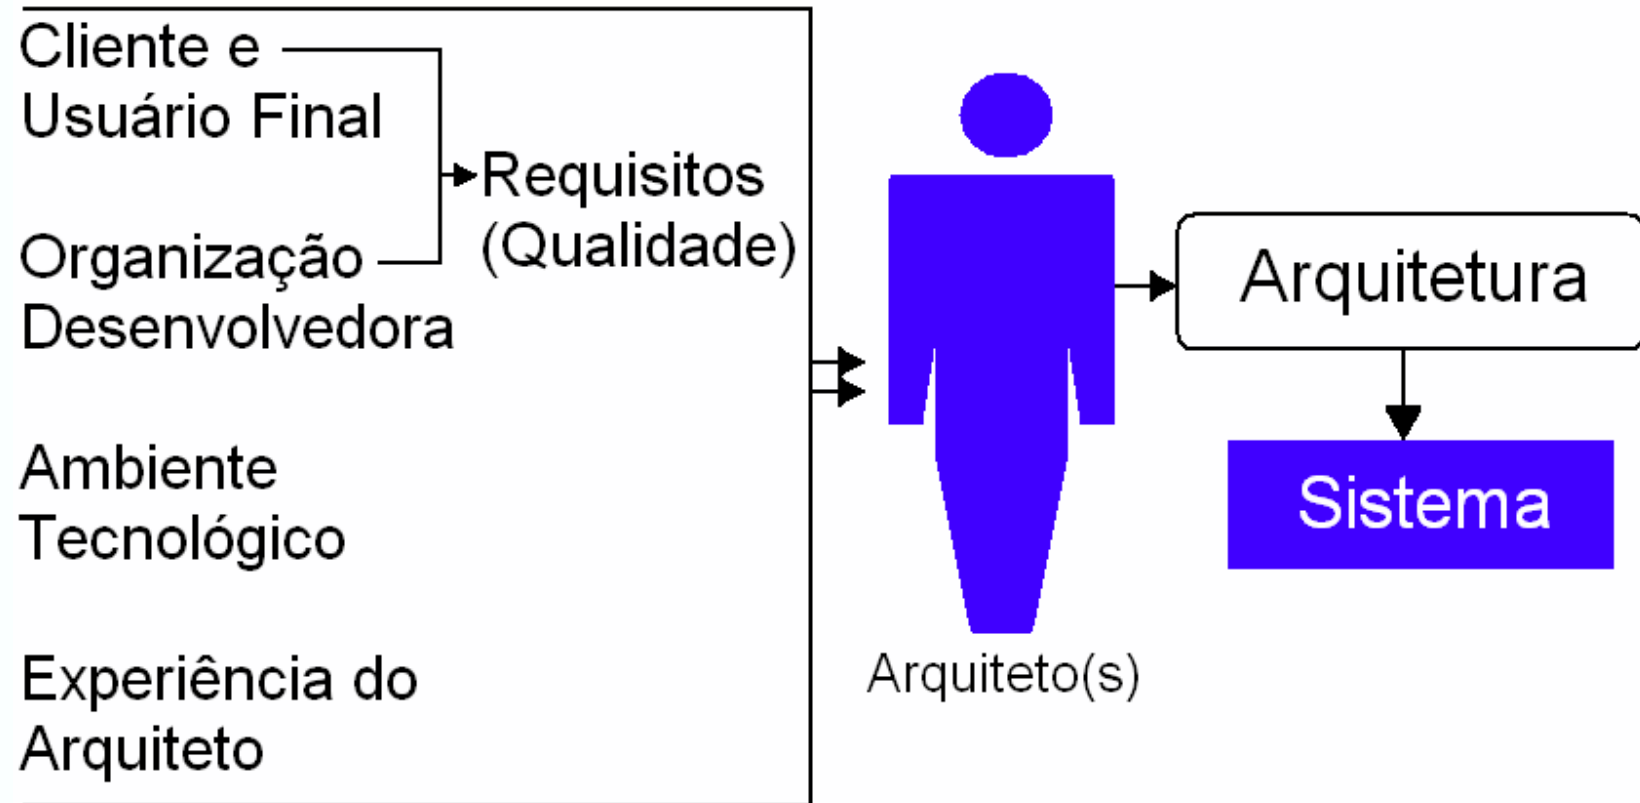 Cliente e
Usuário Final
Requisitos
(Qualidade)
Organização
Desenvolvedora
Ambiente
Tecnológico
Experiência do
Arquiteto
Arquiteto(s)
Arquitetura
Sistema